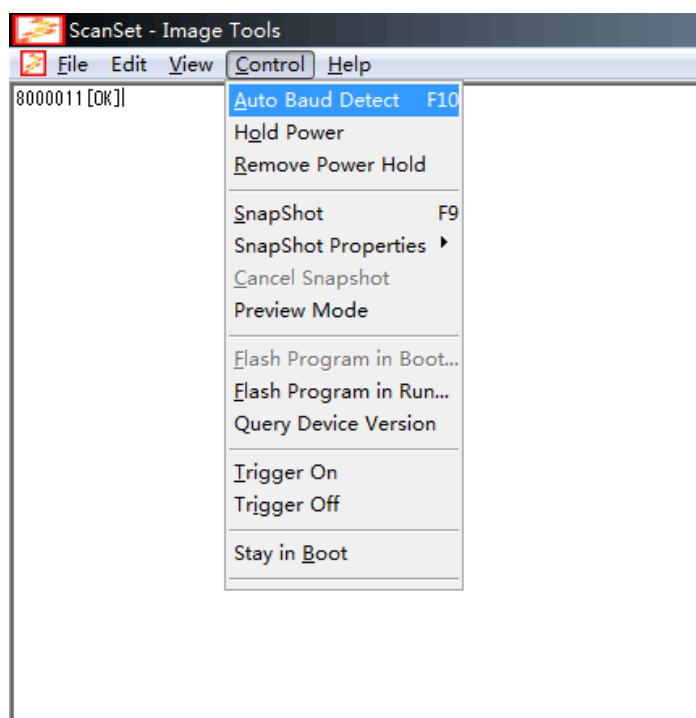 ScanSet - Image Tools
File Edit View Control Help
8000011[OK]
Auto Baud Detect F10
Hold Power
Remove Power Hold
SnapShot F9
SnapShot Properties
Cancel Snapshot
Preview Mode
Flash Program in Boot...
Flash Program in Run...
Query Device Version
Trigger On
Trigger Off
Stay in Boot